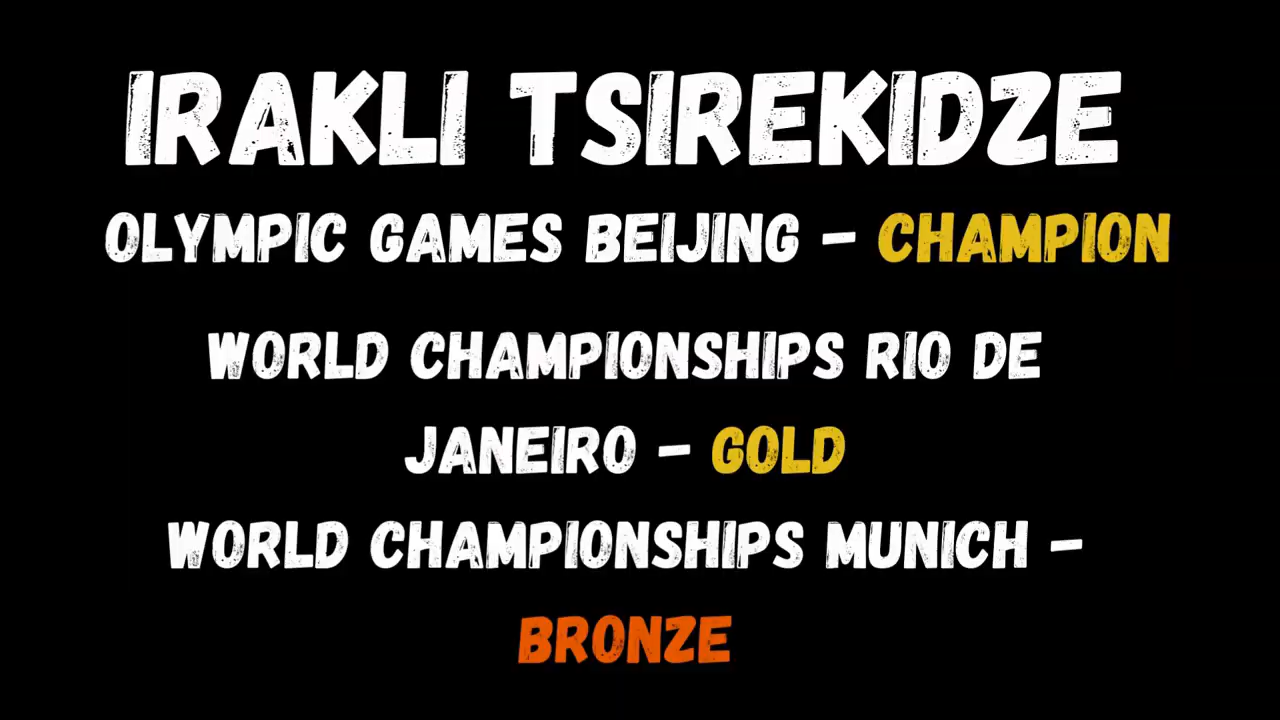 IRAKLI TSIREKIDZE
OLYMPIC GAMES BEIJING - CHAMPION
WORLD CHAMPIONSHIPS RIO DE
JANEIRO - GOLD
WORLD CHAMPIONSHIPS MUNICH -
BRONZE